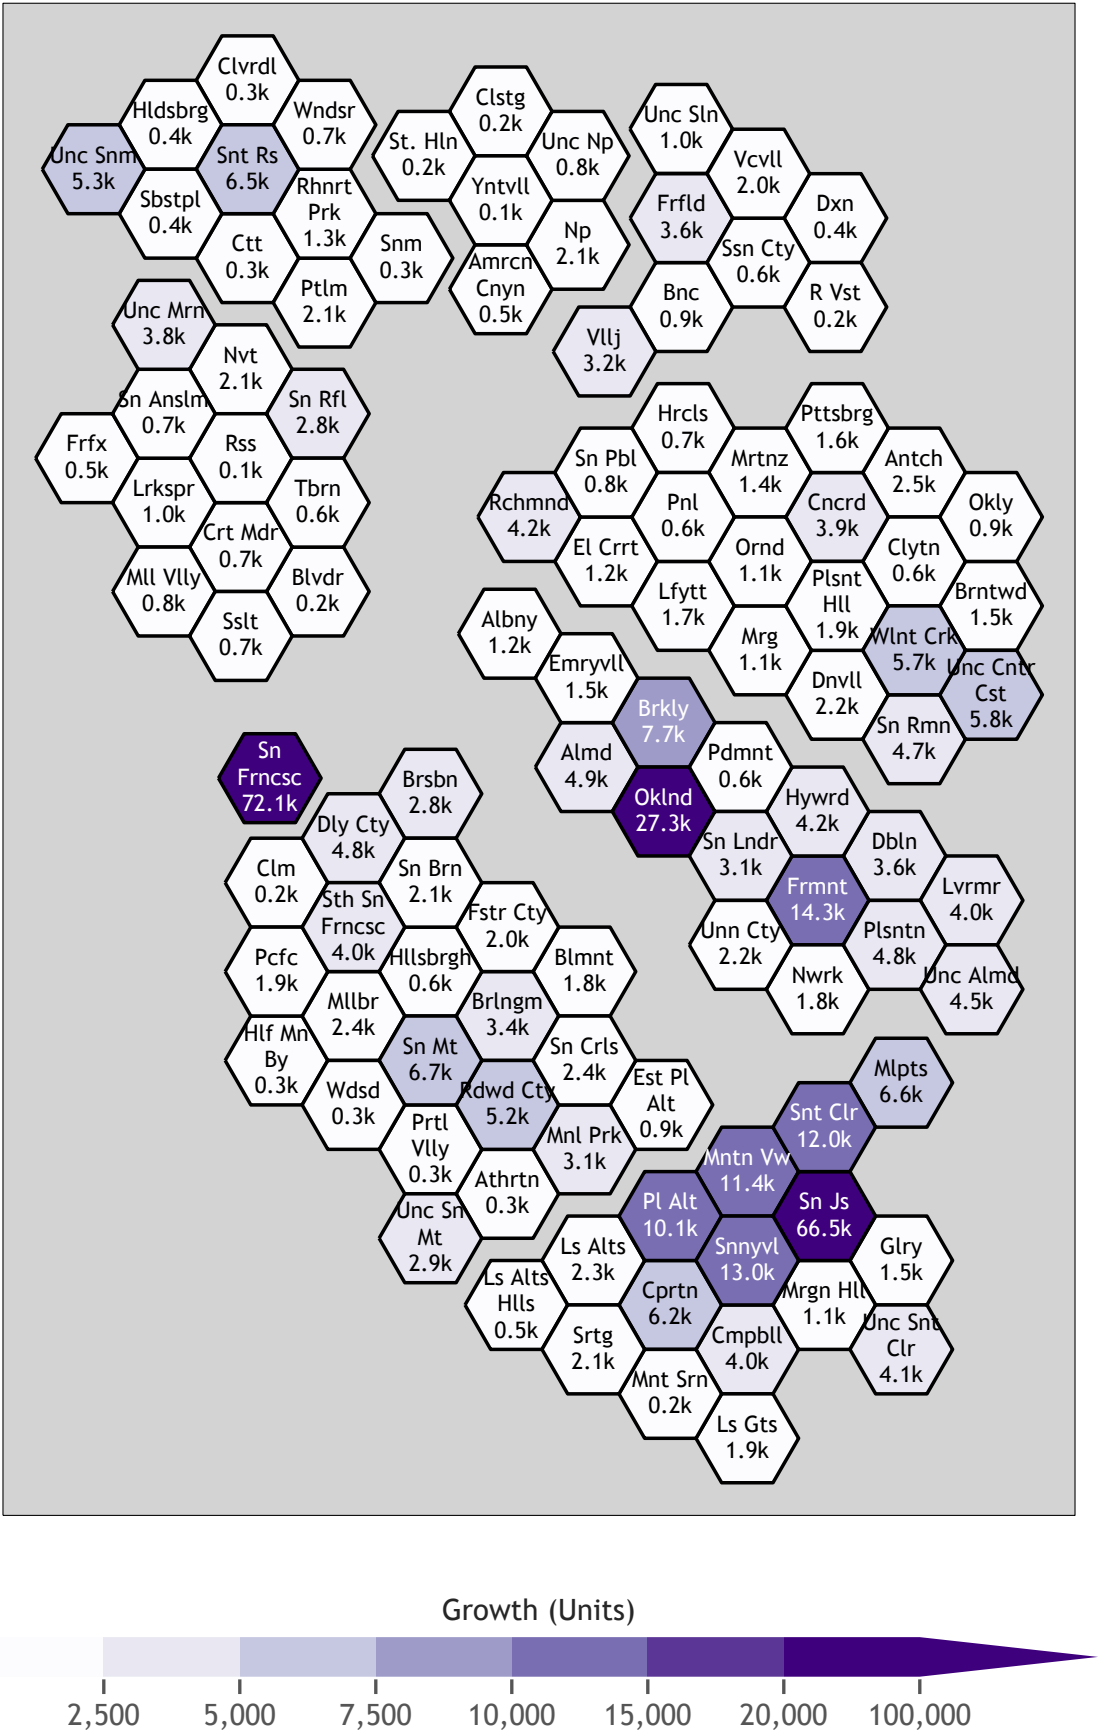 Clvrdl
0.3k
Hldsbrg
0.4k
Wndsr
0.7k
Unc Snm
5.3k
Snt Rs
6.5k
Sbstpl
0.4k
Rhnrt
Prk
1.3k
Ctt
0.3k
Snm
0.3k
Ptlm
2.1k
Clstg
0.2k
St. Hln
0.2k
Unc Np
0.8k
Yntvll
0.1k
Np
2.1k
Amrcn
Cnyn
0.5k
Unc Sln
1.0k
Vcvll
2.0k
Frfld
3.6k
Dxn
0.4k
Ssn Cty
0.6k
Bnc
0.9k
R Vst
0.2k
Vllj
3.2k
Unc Mrn
3.8k
Nvt
2.1k
Sn Anslm
0.7k
Sn Rfl
2.8k
Frfx
0.5k
Rss
0.1k
Lrkspr
1.0k
Tbrn
0.6k
Crt Mdr
0.7k
Mll Vlly
0.8k
Blvdr
0.2k
Sslt
0.7k
Hrcls
0.7k
Pttsbrg
1.6k
Sn Pbl
0.8k
Mrtnz
1.4k
Antch
2.5k
Rchmnd
4.2k
Pnl
0.6k
Cncrd
3.9k
Okly
0.9k
El Crrt
1.2k
Ornd
1.1k
Clytn
0.6k
Lfytt
1.7k
Plsnt
Hll
1.9k
Brntwd
1.5k
Mrg
1.1k
Wlnt Crk
5.7k
Dnvll
2.2k
Unc Cntr
Cst
5.8k
Sn Rmn
4.7k
Albny
1.2k
Emryvll
1.5k
Brkly
7.7k
Almd
4.9k
Pdmnt
0.6k
Oklnd
27.3k
Hywrd
4.2k
Sn Lndr
3.1k
Dbln
3.6k
Frmnt
14.3k
Lvrmr
4.0k
Unn Cty
2.2k
Plsntn
4.8k
Nwrk
1.8k
Unc Almd
4.5k
Sn
Frncsc
72.1k
Brsbn
2.8k
Dly Cty
4.8k
Clm
0.2k
Sn Brn
2.1k
Sth Sn
Frncsc
4.0k
Fstr Cty
2.0k
Pcfc
1.9k
Hllsbrgh
0.6k
Blmnt
1.8k
Mllbr
2.4k
Brlngm
3.4k
Hlf Mn
By
0.3k
Sn Mt
6.7k
Sn Crls
2.4k
Wdsd
0.3k
Rdwd Cty
5.2k
Est Pl
Alt
0.9k
Prtl
Vlly
0.3k
Mnl Prk
3.1k
Athrtn
0.3k
Unc Sn
Mt
2.9k
Mlpts
6.6k
Snt Clr
12.0k
Mntn Vw
11.4k
Pl Alt
10.1k
Sn Js
66.5k
Ls Alts
2.3k
Snnyvl
13.0k
Glry
1.5k
Ls Alts
Hlls
0.5k
Cprtn
6.2k
Mrgn Hll
1.1k
Srtg
2.1k
Cmpbll
4.0k
Unc Snt
Clr
4.1k
Mnt Srn
0.2k
Ls Gts
1.9k
Growth (Units)
2,500 5,000 7,500 10,000 15,000 20,000 100,000